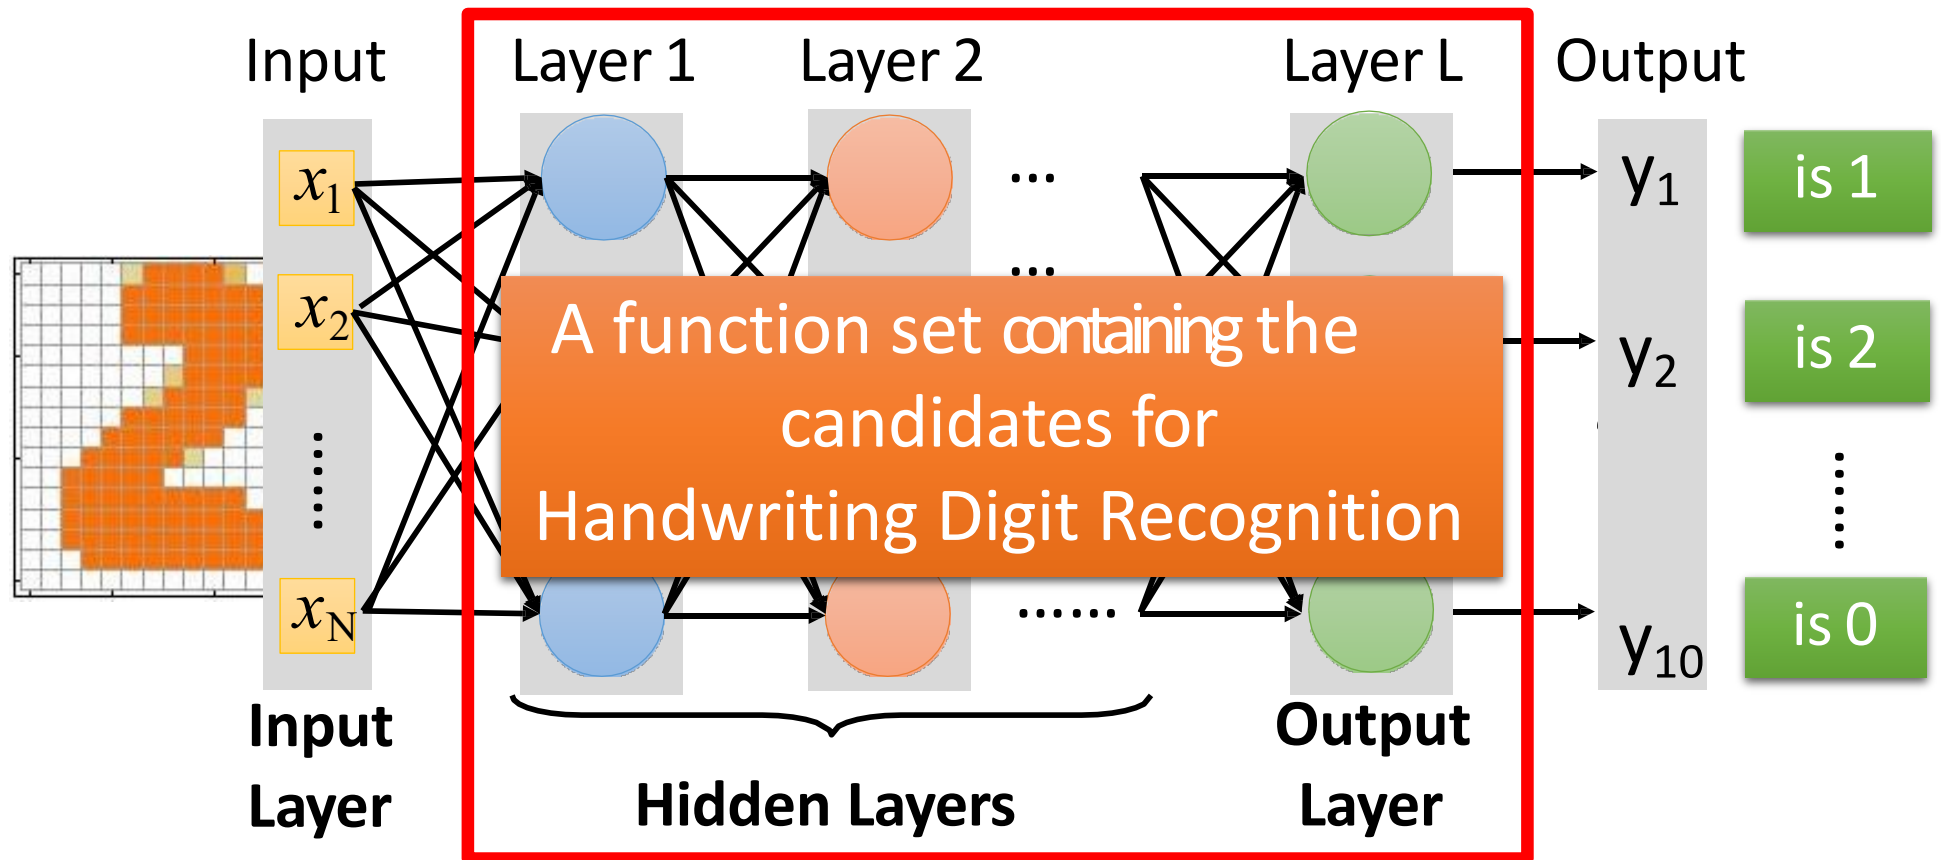 Input
Layer 1
Layer 2
Layer L
Output
x1
x2
xN
...
...
......
A function set containing the
candidates for
Handwriting Digit Recognition
y1
y2
y10
is 1
is 2
is 0
Input
Layer
Hidden Layers
Output
Layer